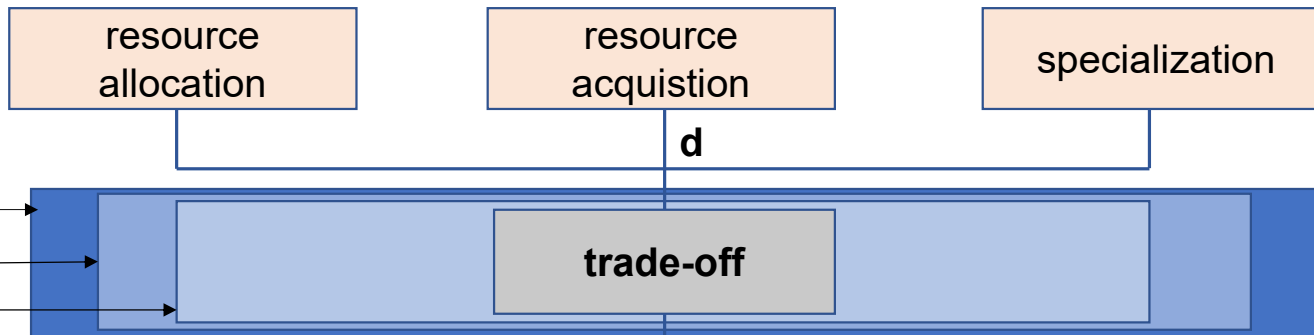 resource
allocation
resource
acquistion
specialization
d
trade-off